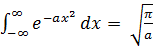 ∫_{-∞}^{∞} e^{-ax²} dx = √(π/a)